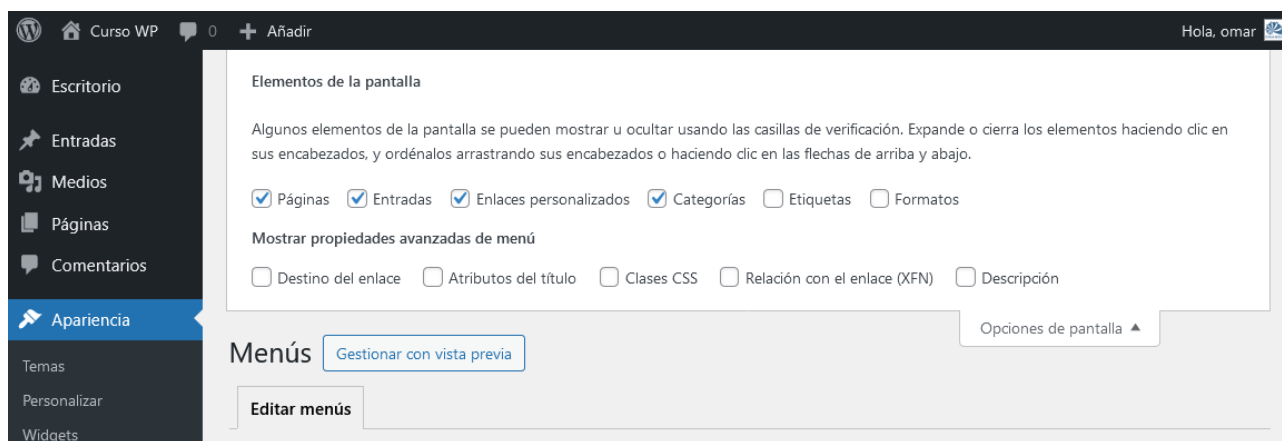 Curso WP 0 Añadir Hola, omar
Escritorio
Entradas
Medios
Páginas
Comentarios
Apariencia
Temas
Personalizar
Widgets
Elementos de la pantalla
Algunos elementos de la pantalla se pueden mostrar u ocultar usando las casillas de verificación. Expande o cierra los elementos haciendo clic en
sus encabezados, y ordénalos arrastrando sus encabezados o haciendo clic en las flechas de arriba y abajo.
Páginas Entradas Enlaces personalizados Categorías Etiquetas Formatos
Mostrar propiedades avanzadas de menú
Destino del enlace Atributos del título Clases CSS Relación con el enlace (XFN) Descripción
Opciones de pantalla
Menús Gestionar con vista previa
Editar menús